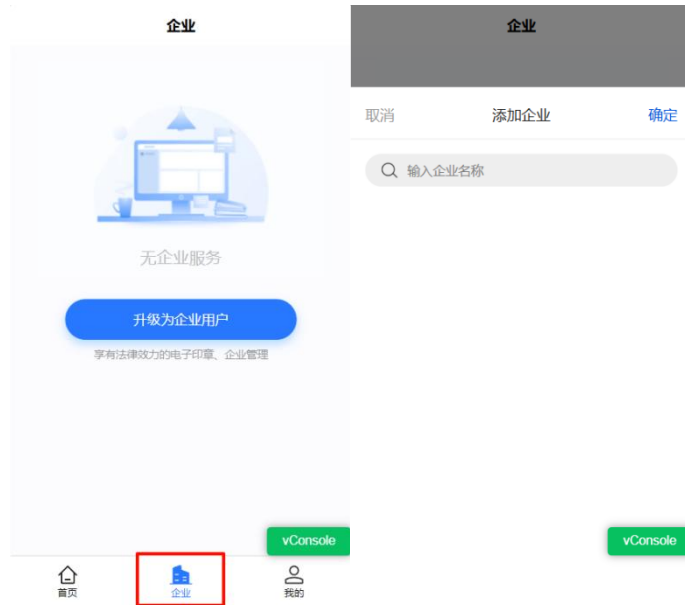 企业
无企业服务
升级为企业用户
享有法律效力的电子印章、企业管理
vConsole
首页
企业
我的
企业
取消
添加企业
确定
输入企业名称
vConsole